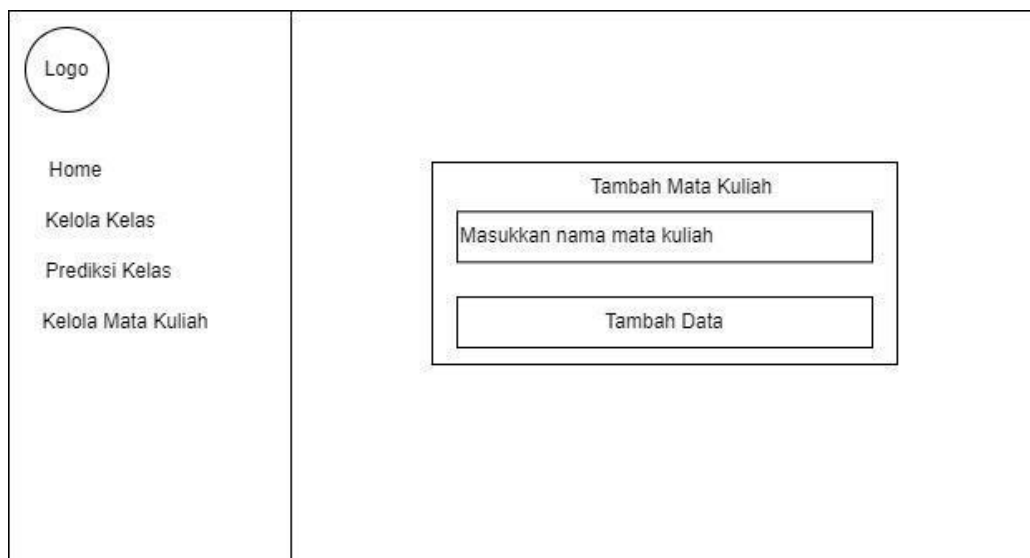 Logo
Home
Kelola Kelas
Prediksi Kelas
Kelola Mata Kuliah
Tambah Mata Kuliah
Masukkan nama mata kuliah
Tambah Data